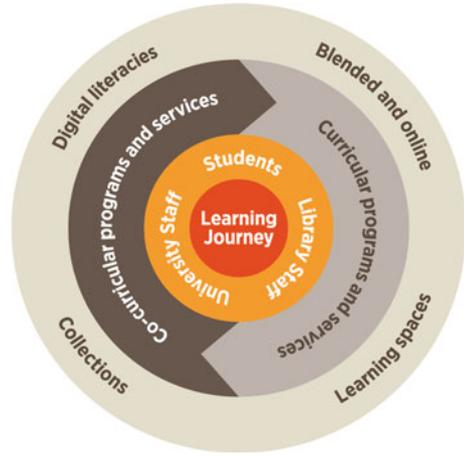 Digital literacies
Blended and online
Co-curricular programs and services
Curricular programs and services
Students
University Staff
Library Staff
Learning
Journey
Collections
Learning spaces